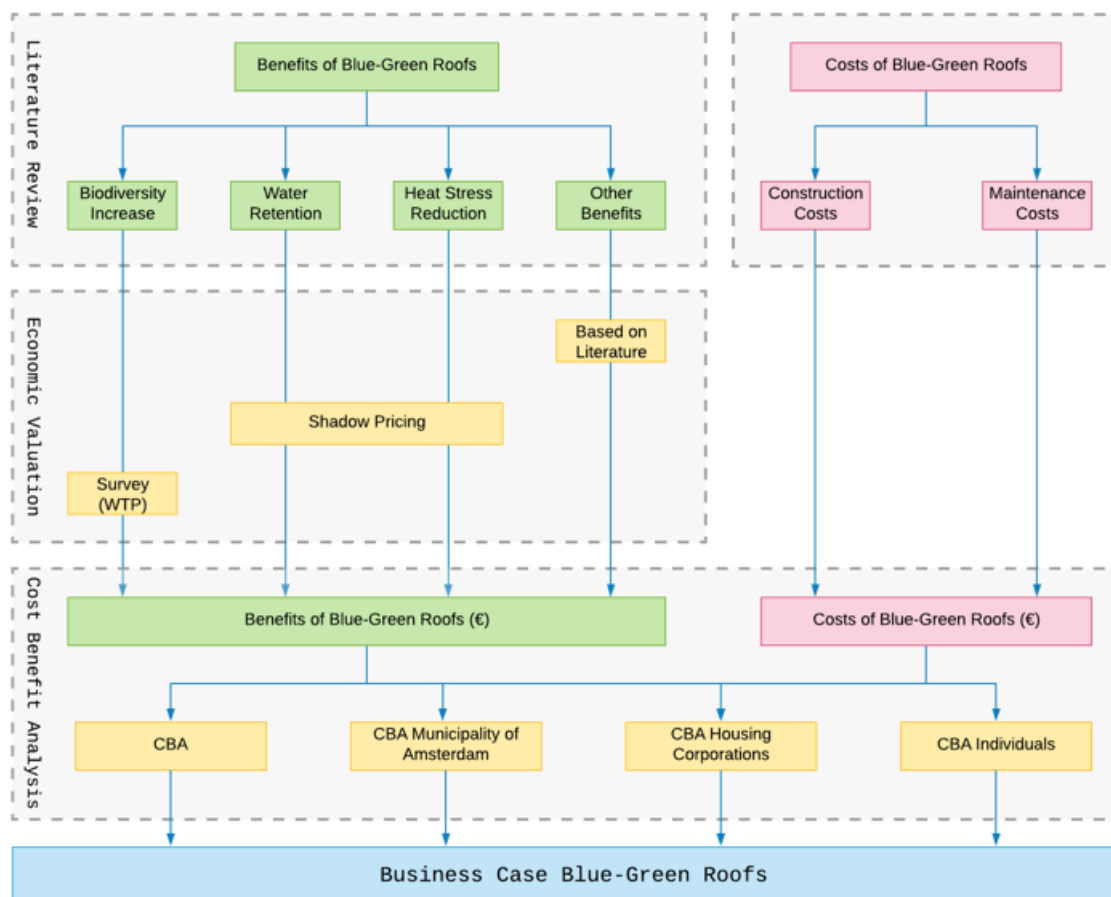 Literature Review
Benefits of Blue-Green Roofs
Costs of Blue-Green Roofs
Biodiversity
Increase
Water
Retention
Heat Stress
Reduction
Other
Benefits
Construction
Costs
Maintenance
Costs
Economic Valuation
Based on
Literature
Shadow Pricing
Survey
(WTP)
Cost Benefit Analysis
Benefits of Blue-Green Roofs (€)
Costs of Blue-Green Roofs (€)
CBA
CBA Municipality of
Amsterdam
CBA Housing
Corporations
CBA Individuals
Business Case Blue-Green Roofs